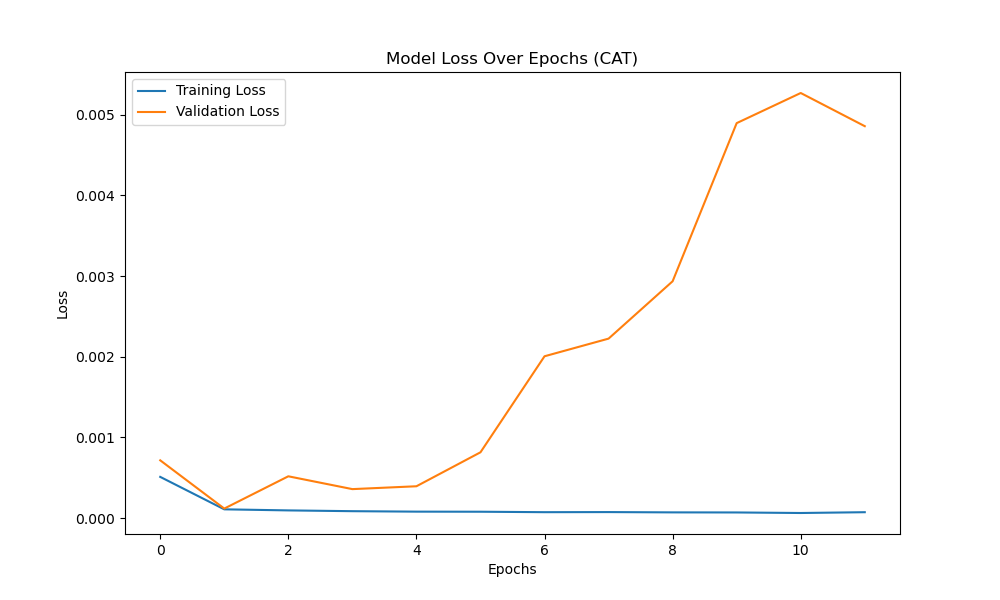 Model Loss Over Epochs (CAT)
Training Loss
Validation Loss
0.005
0.004
0.003
0.002
0.001
0.000
Loss
0 2 4 6 8 10
Epochs